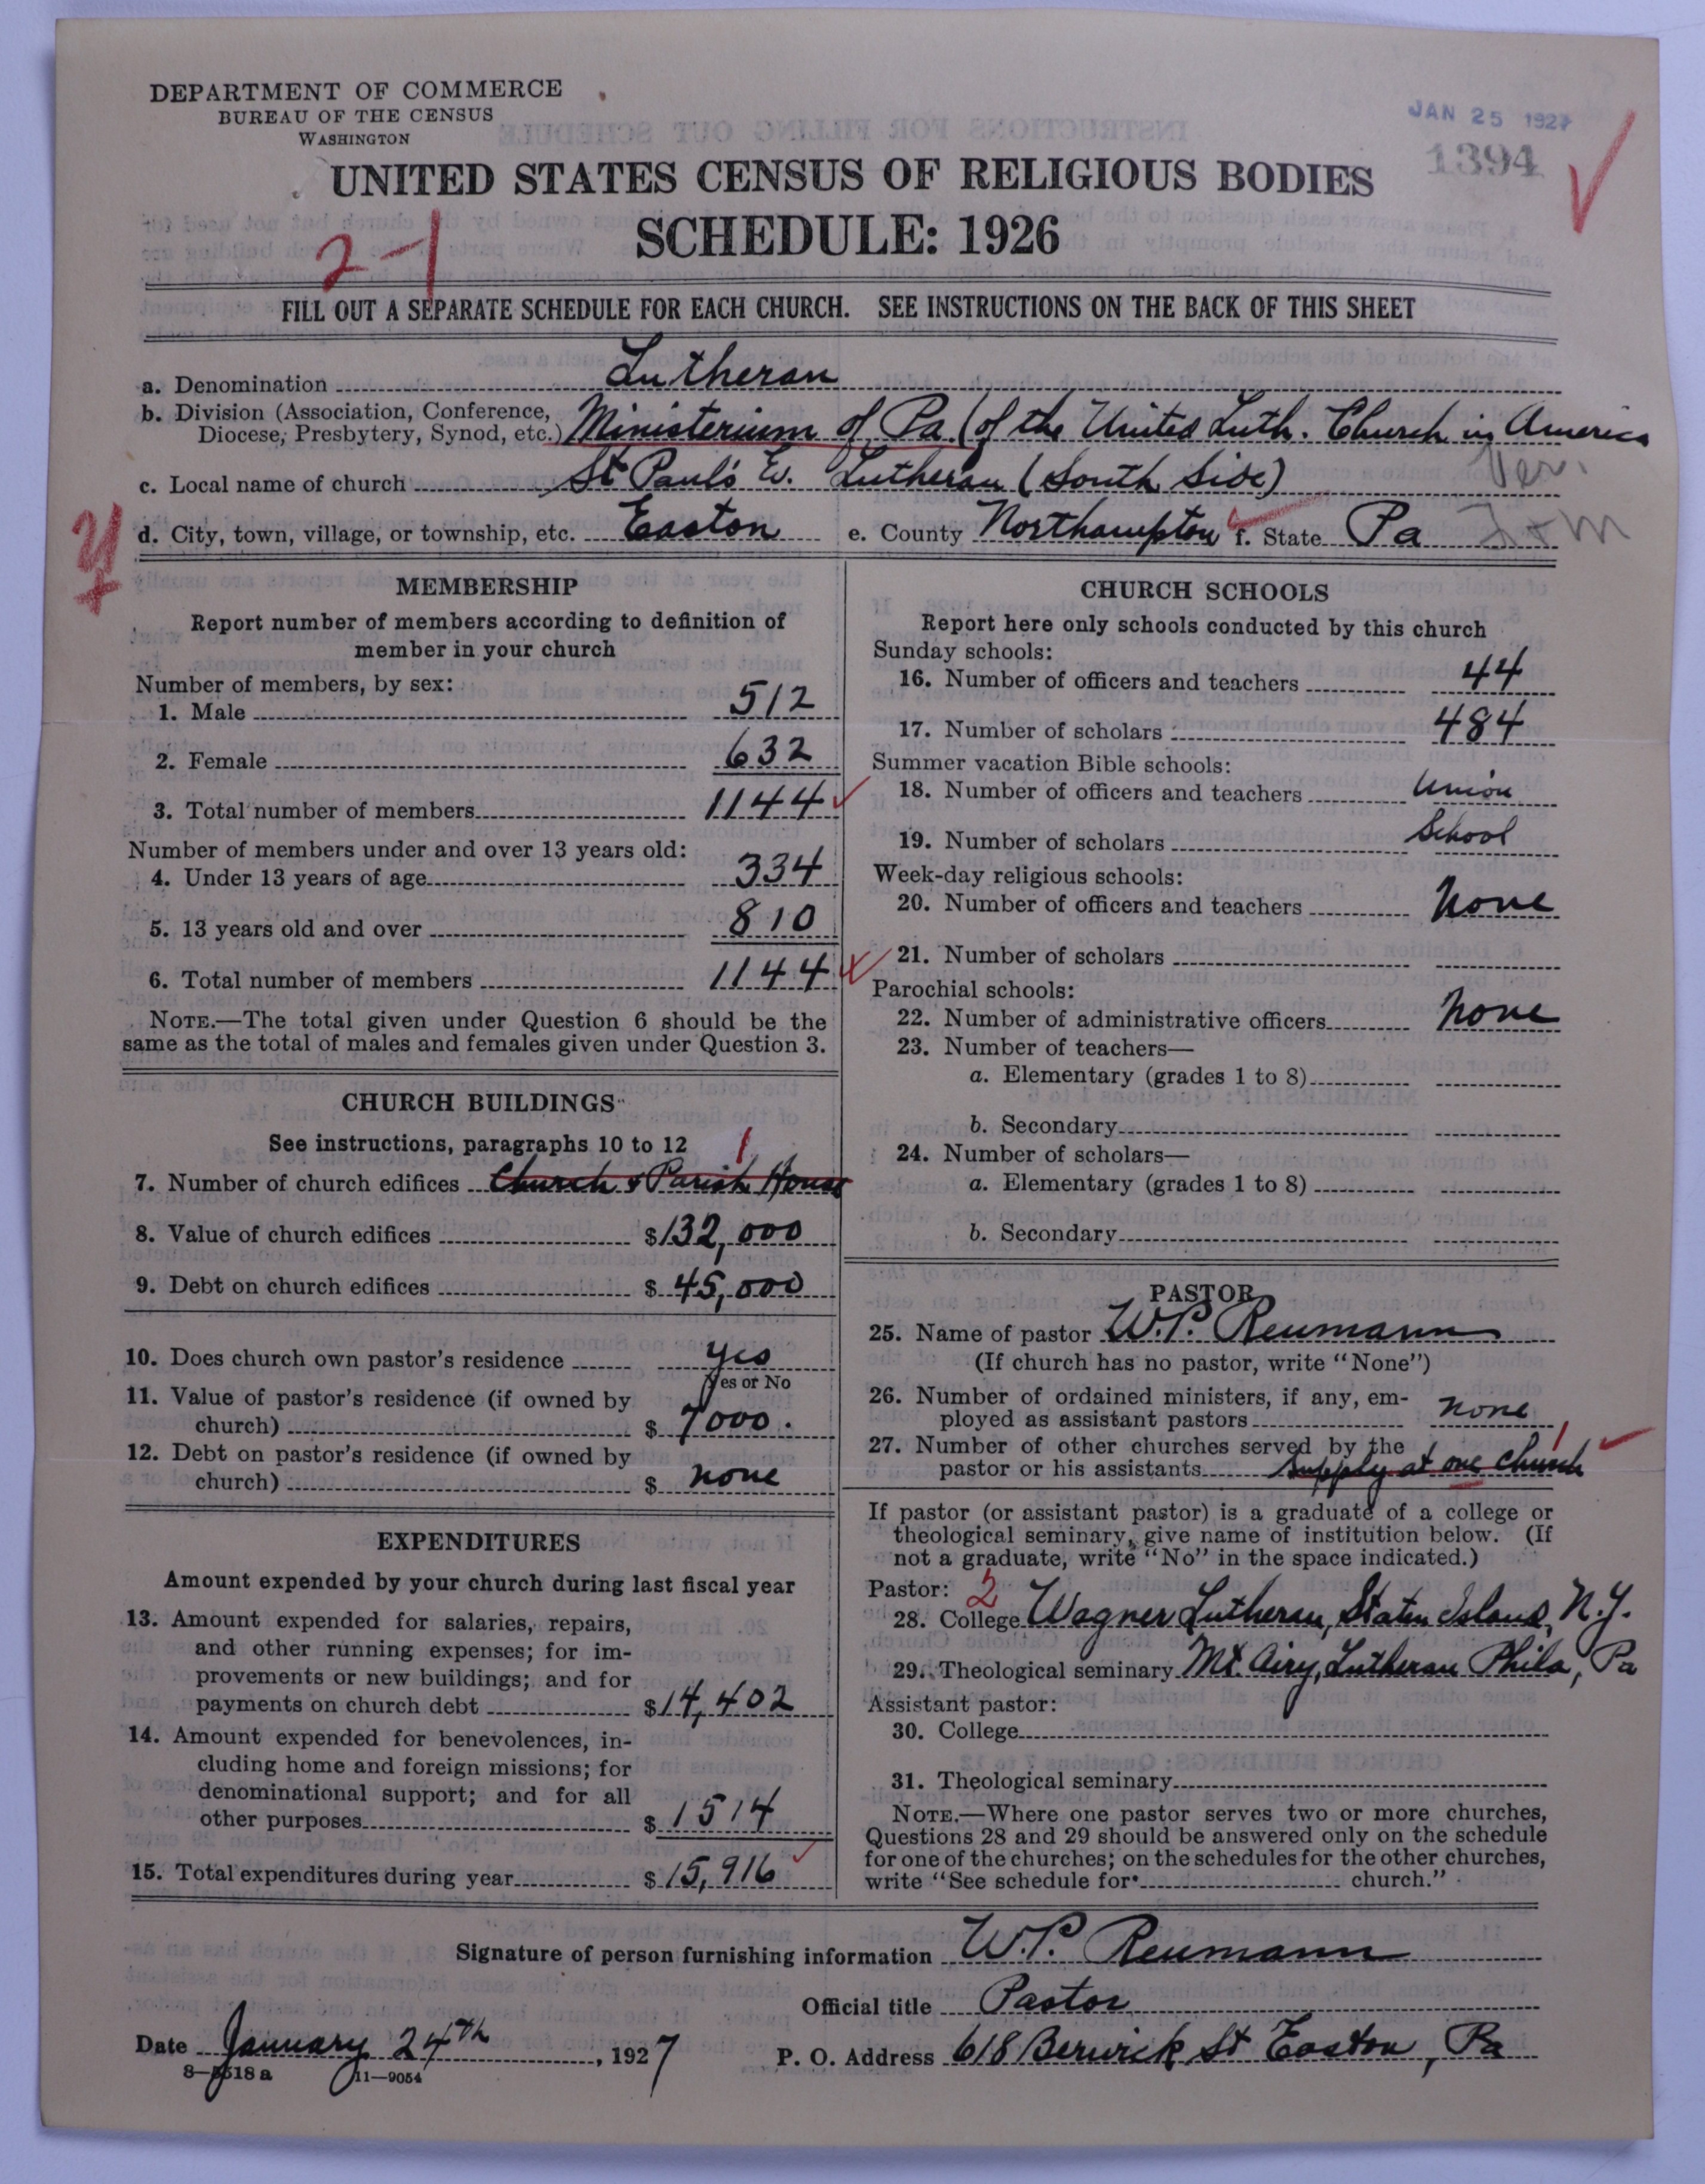 DEPARTMENT OF COMMERCE
BUREAU OF THE CENSUS
WASHINGTON
JAN 25 1927
1394
UNITED STATES CENSUS OF RELIGIOUS BODIES
SCHEDULE: 1926
2-1
FILL OUT A SEPARATE SCHEDULE FOR EACH CHURCH. SEE INSTRUCTIONS ON THE BACK OF THIS SHEET
a. Denomination Lutheran
b. Division (Association, Conference, Diocese, Presbytery, Synod, etc.) Ministerium of Pa. (of the United Luth. Church in America
c. Local name of church St Paul's E. Lutheran (South Side)
d. City, town, village, or township, etc. Easton e. County Northampton f. State Pa
MEMBERSHIP
Report number of members according to definition of
member in your church
Number of members, by sex:
1. Male 512
2. Female 632
3. Total number of members 1144
Number of members under and over 13 years old:
4. Under 13 years of age 334
5. 13 years old and over 810
6. Total number of members 1144
NOTE.—The total given under Question 6 should be the
same as the total of males and females given under Question 3.
CHURCH BUILDINGS
See instructions, paragraphs 10 to 12
1
7. Number of church edifices Church & Parish House
8. Value of church edifices $132,000
9. Debt on church edifices $45,000
10. Does church own pastor's residence yes
Yes or No
11. Value of pastor's residence (if owned by
church) $7000.
12. Debt on pastor's residence (if owned by
church) $ none
EXPENDITURES
Amount expended by your church during last fiscal year
13. Amount expended for salaries, repairs,
and other running expenses; for im-
provements or new buildings; and for
payments on church debt $14,402
14. Amount expended for benevolences, in-
cluding home and foreign missions; for
denominational support; and for all
other purposes $1514
15. Total expenditures during year $15,916
CHURCH SCHOOLS
Report here only schools conducted by this church
Sunday schools:
16. Number of officers and teachers 44
17. Number of scholars 484
Summer vacation Bible schools:
18. Number of officers and teachers Union
19. Number of scholars School
Week-day religious schools:
20. Number of officers and teachers None
21. Number of scholars
Parochial schools:
22. Number of administrative officers None
23. Number of teachers—
a. Elementary (grades 1 to 8)
b. Secondary
24. Number of scholars—
a. Elementary (grades 1 to 8)
b. Secondary
PASTOR
25. Name of pastor W.P. Reumann
(If church has no pastor, write "None")
26. Number of ordained ministers, if any, em-
ployed as assistant pastors none
27. Number of other churches served by the 1
pastor or his assistants Supply at one church
If pastor (or assistant pastor) is a graduate of a college or
theological seminary, give name of institution below. (If
not a graduate, write "No" in the space indicated.)
Pastor: 2
28. College Wagner Lutheran, Staten Island, N.Y.
29. Theological seminary Mt. Airy, Lutheran Phila, Pa
Assistant pastor:
30. College
31. Theological seminary
NOTE.—Where one pastor serves two or more churches,
Questions 28 and 29 should be answered only on the schedule
for one of the churches; on the schedules for the other churches,
write "See schedule for church."
Signature of person furnishing information W.P. Reumann
Official title Pastor
Date January 24th, 1927 P. O. Address 618 Berwick St Easton, Pa
8—5518a 11—9054